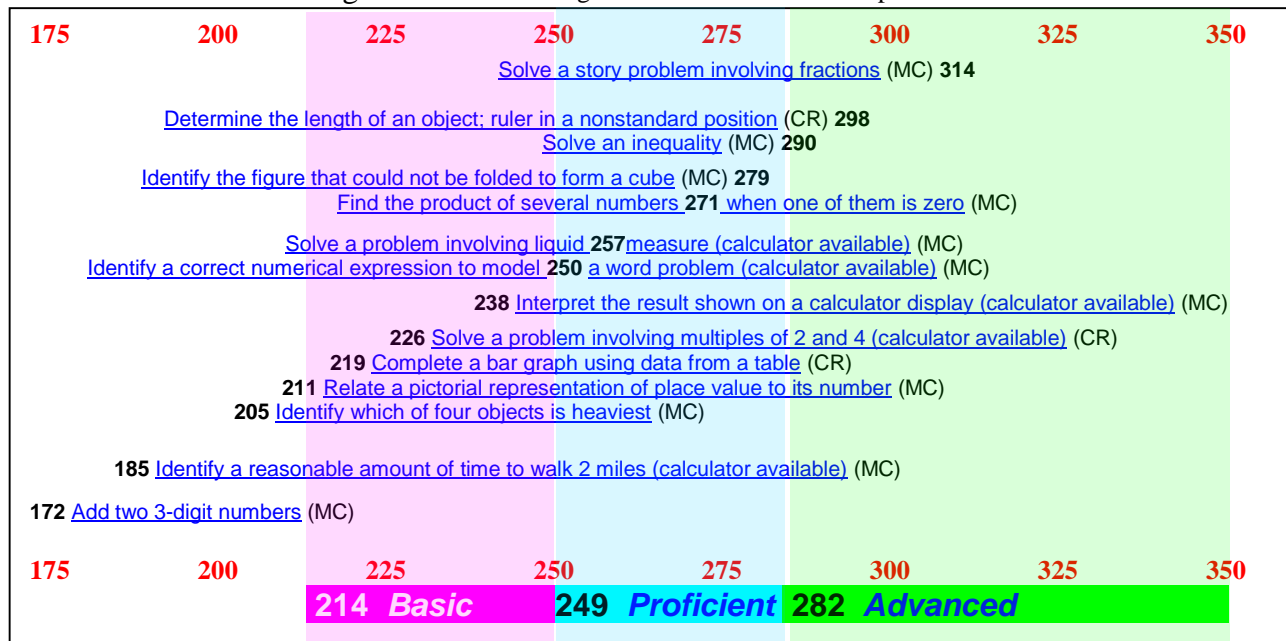 175 200 225 250 275 300 325 350
Solve a story problem involving fractions (MC) 314
Determine the length of an object; ruler in a nonstandard position (CR) 298
Solve an inequality (MC) 290
Identify the figure that could not be folded to form a cube (MC) 279
Find the product of several numbers 271 when one of them is zero (MC)
Solve a problem involving liquid 257measure (calculator available) (MC)
Identify a correct numerical expression to model 250 a word problem (calculator available) (MC)
238 Interpret the result shown on a calculator display (calculator available) (MC)
226 Solve a problem involving multiples of 2 and 4 (calculator available) (CR)
219 Complete a bar graph using data from a table (CR)
211 Relate a pictorial representation of place value to its number (MC)
205 Identify which of four objects is heaviest (MC)
185 Identify a reasonable amount of time to walk 2 miles (calculator available) (MC)
172 Add two 3-digit numbers (MC)
175 200 225 250 275 300 325 350
214 Basic 249 Proficient 282 Advanced